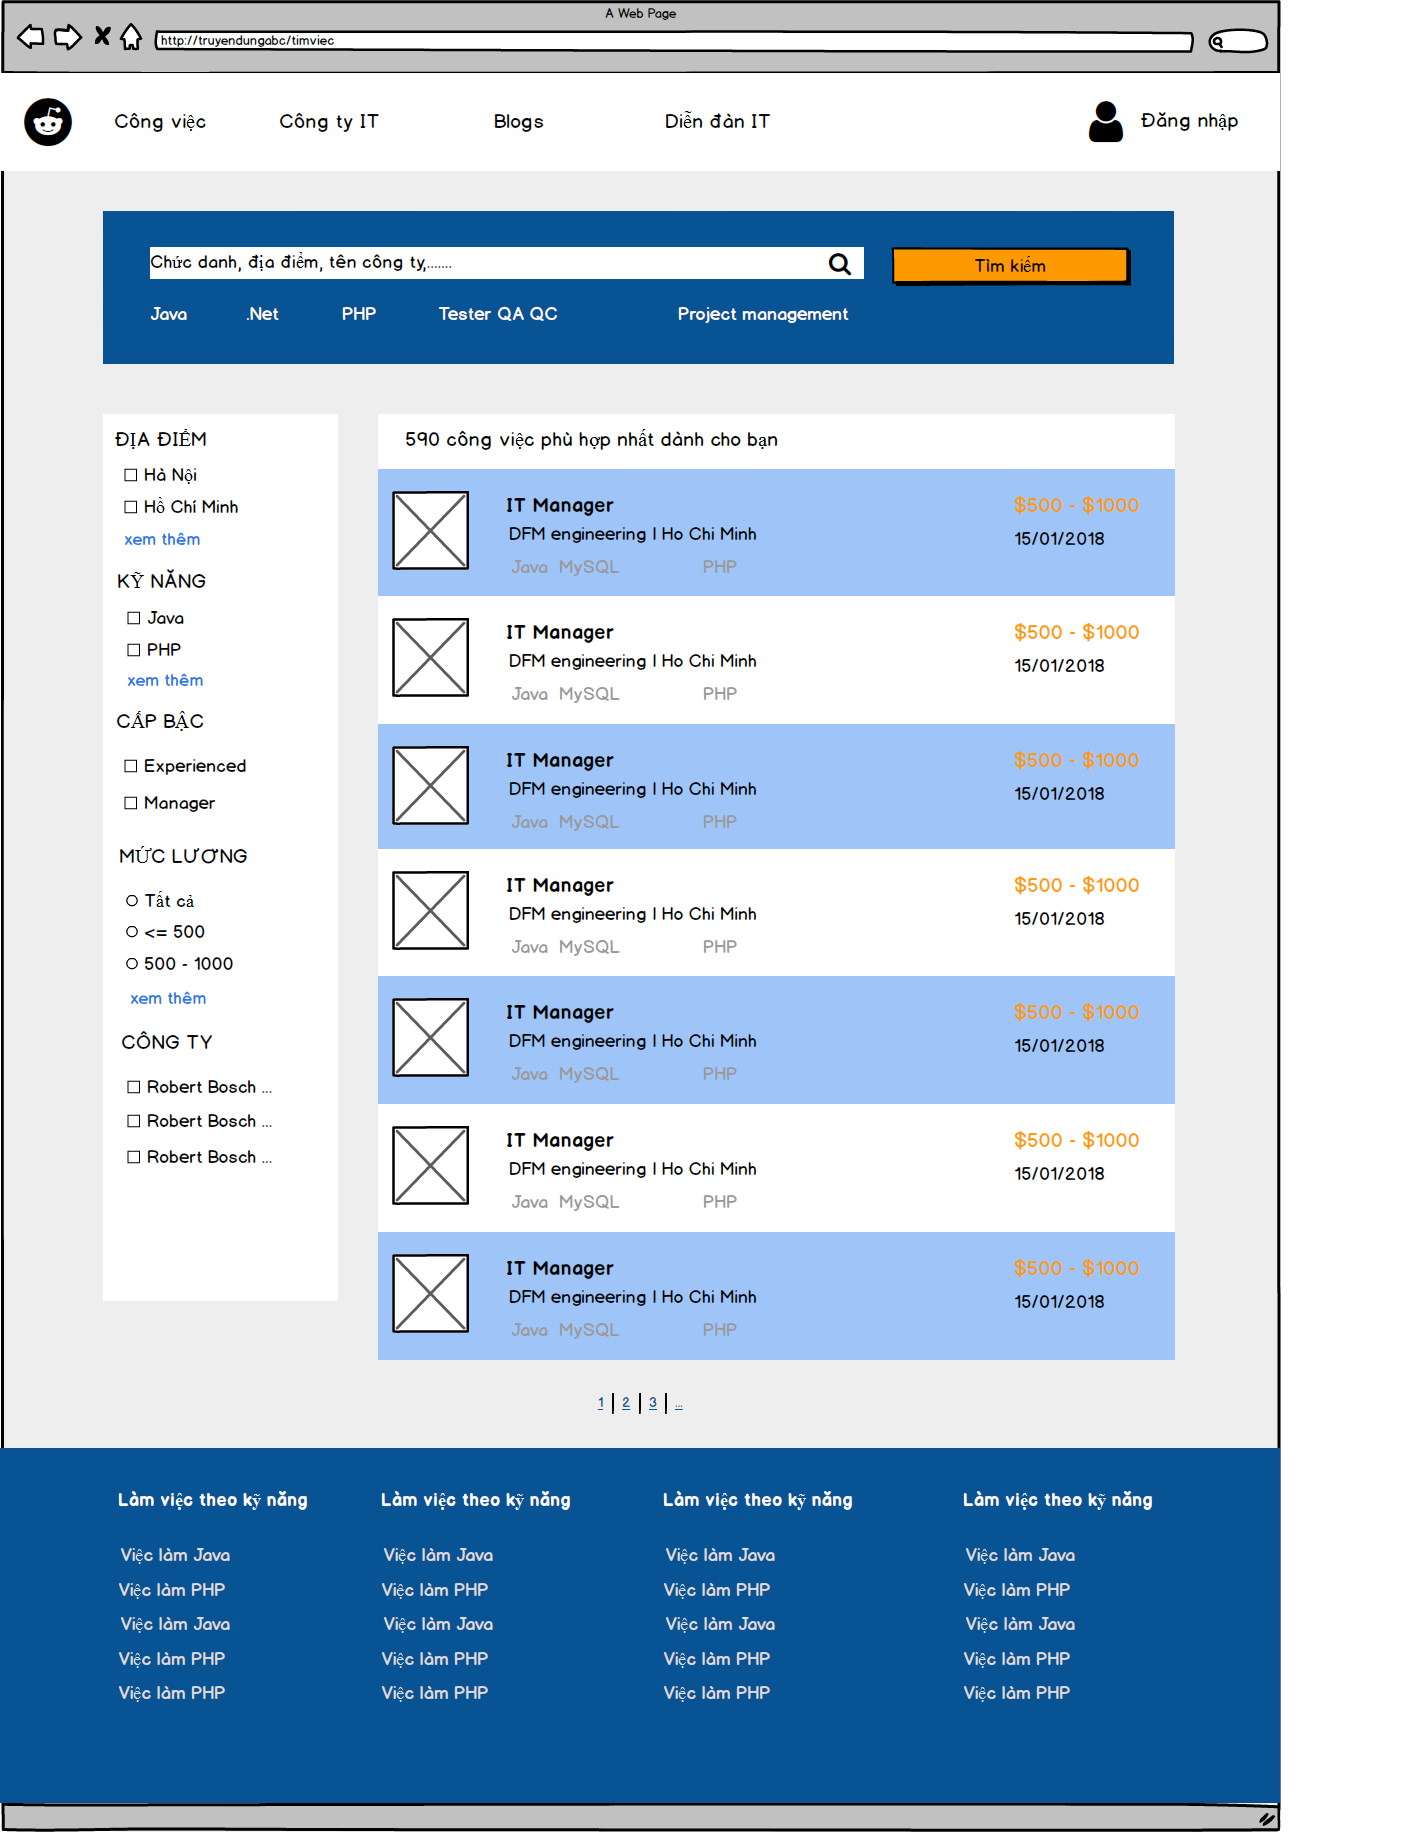 A Web Page
http://truyendungabc/timviec
Công việc Công ty IT Blogs Diễn đàn IT Đăng nhập
Chức danh, địa điểm, tên công ty,....... Tìm kiếm
Java .Net PHP Tester QA QC Project management
ĐỊA ĐIỂM
Hà Nội
Hồ Chí Minh
xem thêm
KỸ NĂNG
Java
PHP
xem thêm
CẤP BẬC
Experienced
Manager
MỨC LƯƠNG
Tất cả
<= 500
500 - 1000
xem thêm
CÔNG TY
Robert Bosch ...
Robert Bosch ...
Robert Bosch ...
590 công việc phù hợp nhất dành cho bạn
IT Manager $500 - $1000
DFM engineering | Ho Chi Minh 15/01/2018
Java MySQL PHP
IT Manager $500 - $1000
DFM engineering | Ho Chi Minh 15/01/2018
Java MySQL PHP
IT Manager $500 - $1000
DFM engineering | Ho Chi Minh 15/01/2018
Java MySQL PHP
IT Manager $500 - $1000
DFM engineering | Ho Chi Minh 15/01/2018
Java MySQL PHP
IT Manager $500 - $1000
DFM engineering | Ho Chi Minh 15/01/2018
Java MySQL PHP
IT Manager $500 - $1000
DFM engineering | Ho Chi Minh 15/01/2018
Java MySQL PHP
IT Manager $500 - $1000
DFM engineering | Ho Chi Minh 15/01/2018
Java MySQL PHP
1 | 2 | 3 | ...
Làm việc theo kỹ năng Làm việc theo kỹ năng Làm việc theo kỹ năng Làm việc theo kỹ năng
Việc làm Java Việc làm Java Việc làm Java Việc làm Java
Việc làm PHP Việc làm PHP Việc làm PHP Việc làm PHP
Việc làm Java Việc làm Java Việc làm Java Việc làm Java
Việc làm PHP Việc làm PHP Việc làm PHP Việc làm PHP
Việc làm PHP Việc làm PHP Việc làm PHP Việc làm PHP